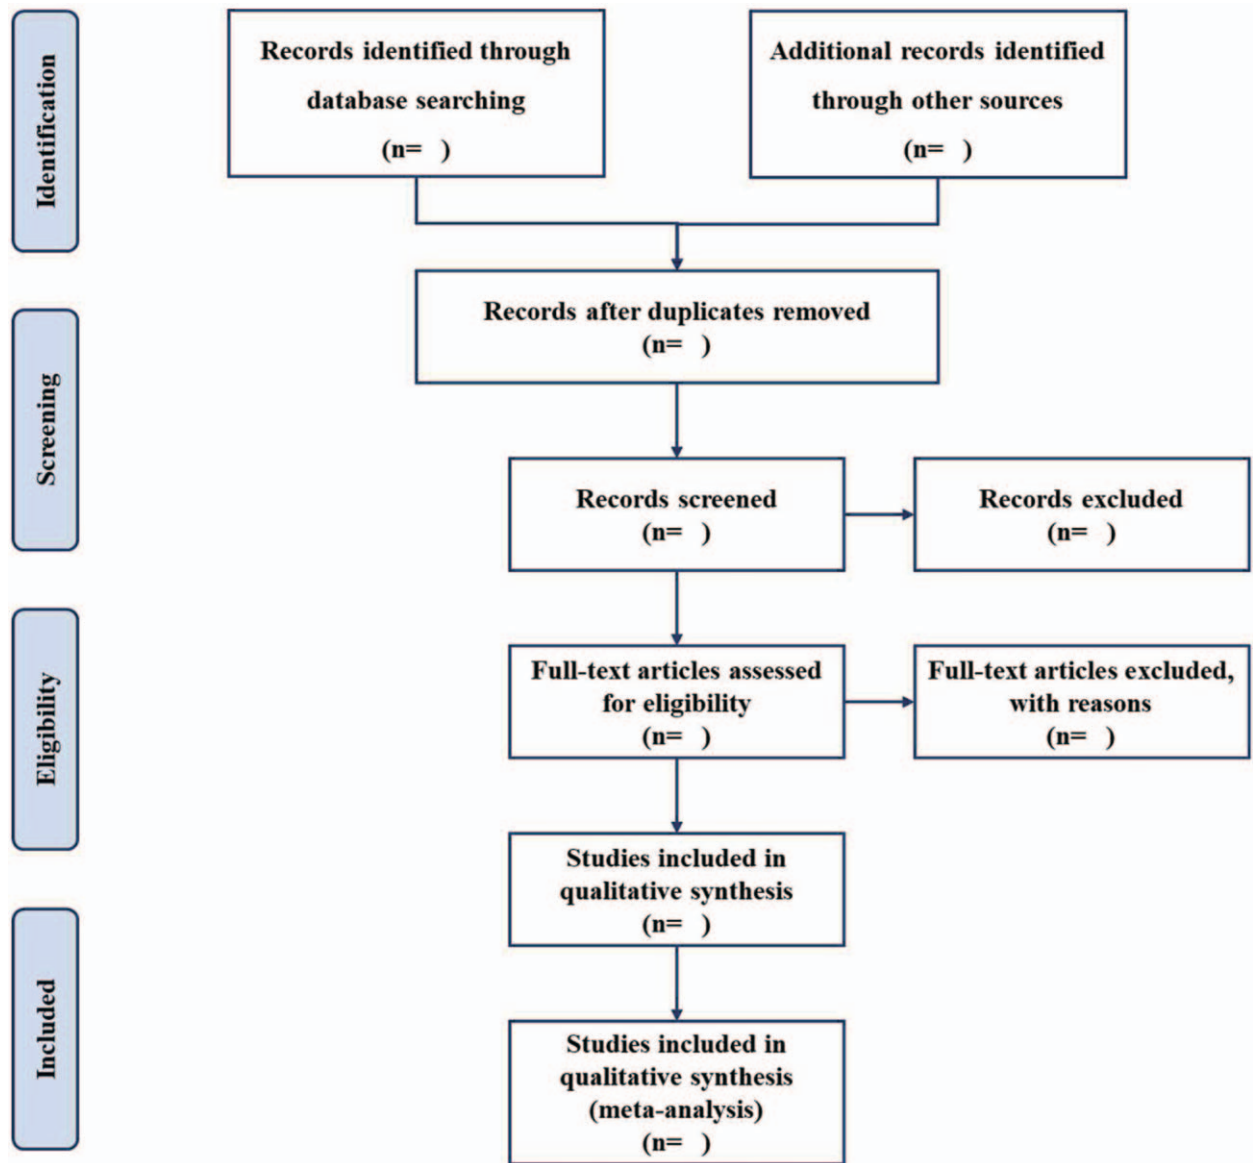 Identification
Records identified through
database searching
(n=   )
Additional records identified
through other sources
(n=   )
Records after duplicates removed
(n=   )
Screening
Records screened
(n=   )
Records excluded
(n=   )
Eligibility
Full-text articles assessed
for eligibility
(n=   )
Full-text articles excluded,
with reasons
(n=   )
Studies included in
qualitative synthesis
(n=   )
Included
Studies included in
qualitative synthesis
(meta-analysis)
(n=   )